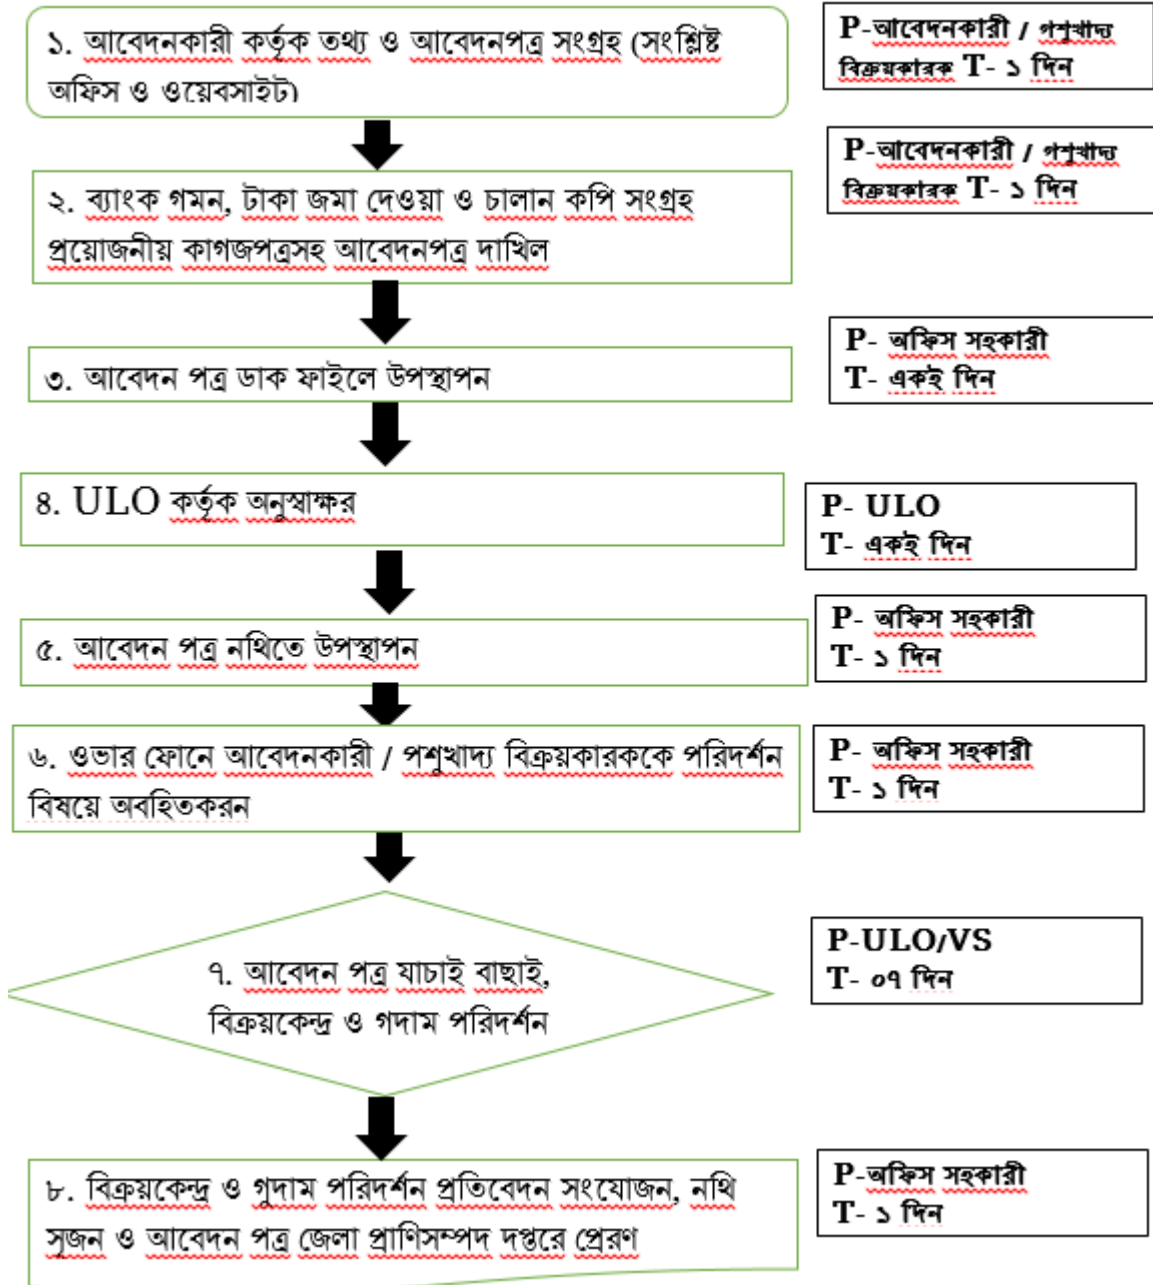 ১. আবেদনকারী কর্তৃক তথ্য ও আবেদনপত্র সংগ্রহ (সংশ্লিষ্ট
অফিস ও ওয়েবসাইট)
P-আবেদনকারী / পশুখাদ্য
বিক্রয়কারক T- ১ দিন
২. ব্যাংক গমন, টাকা জমা দেওয়া ও চালান কপি সংগ্রহ
প্রয়োজনীয় কাগজপত্রসহ আবেদনপত্র দাখিল
P-আবেদনকারী / পশুখাদ্য
বিক্রয়কারক T- ১ দিন
৩. আবেদন পত্র ডাক ফাইলে উপস্থাপন
P- অফিস সহকারী
T- একই দিন
৪. ULO কর্তৃক অনুস্বাক্ষর
P- ULO
T- একই দিন
৫. আবেদন পত্র নথিতে উপস্থাপন
P- অফিস সহকারী
T- ১ দিন
৬. ওভার ফোনে আবেদনকারী / পশুখাদ্য বিক্রয়কারককে পরিদর্শন
বিষয়ে অবহিতকরন
P- অফিস সহকারী
T- ১ দিন
৭. আবেদন পত্র যাচাই বাছাই,
বিক্রয়কেন্দ্র ও গদাম পরিদর্শন
P-ULO/VS
T- ০৭ দিন
৮. বিক্রয়কেন্দ্র ও গুদাম পরিদর্শন প্রতিবেদন সংযোজন, নথি
সৃজন ও আবেদন পত্র জেলা প্রাণিসম্পদ দপ্তরে প্রেরণ
P-অফিস সহকারী
T- ১ দিন